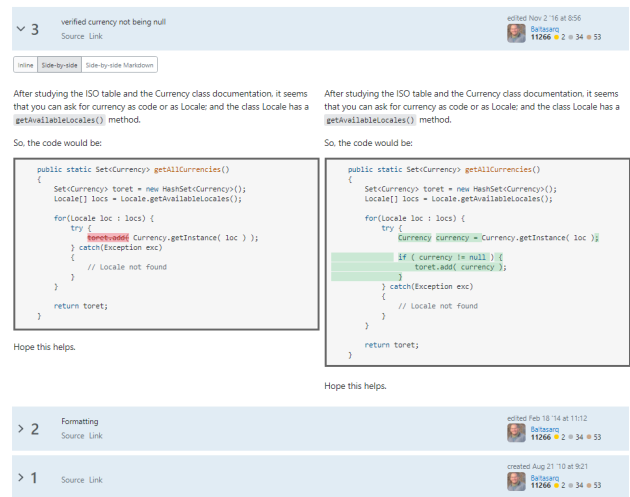 3
verified currency not being null
Source Link
edited Nov 2 '16 at 8:56
Baltasarq
11266 2 34 53
Inline Side-by-side Side-by-side Markdown
After studying the ISO table and the Currency class documentation, it seems
that you can ask for currency as code or as Locale; and the class Locale has a
getAvailableLocales() method.
So, the code would be:
public static Set<Currency> getAllCurrencies()
{
Set<Currency> toret = new HashSet<Currency>();
Locale[] locs = Locale.getAvailableLocales();
for(Locale loc : locs) {
try {
toret.add( Currency.getInstance( loc ) );
} catch(Exception exc)
{
// Locale not found
}
}
return toret;
}
Hope this helps.
After studying the ISO table and the Currency class documentation, it seems
that you can ask for currency as code or as Locale; and the class Locale has a
getAvailableLocales() method.
So, the code would be:
public static Set<Currency> getAllCurrencies()
{
Set<Currency> toret = new HashSet<Currency>();
Locale[] locs = Locale.getAvailableLocales();
for(Locale loc : locs) {
try {
Currency currency = Currency.getInstance( loc );
if ( currency != null ) {
toret.add( currency );
}
} catch(Exception exc)
{
// Locale not found
}
}
return toret;
}
Hope this helps.
2
Formatting
Source Link
edited Feb 18 '14 at 11:12
Baltasarq
11266 2 34 53
1
Source Link
created Aug 21 '10 at 9:21
Baltasarq
11266 2 34 53